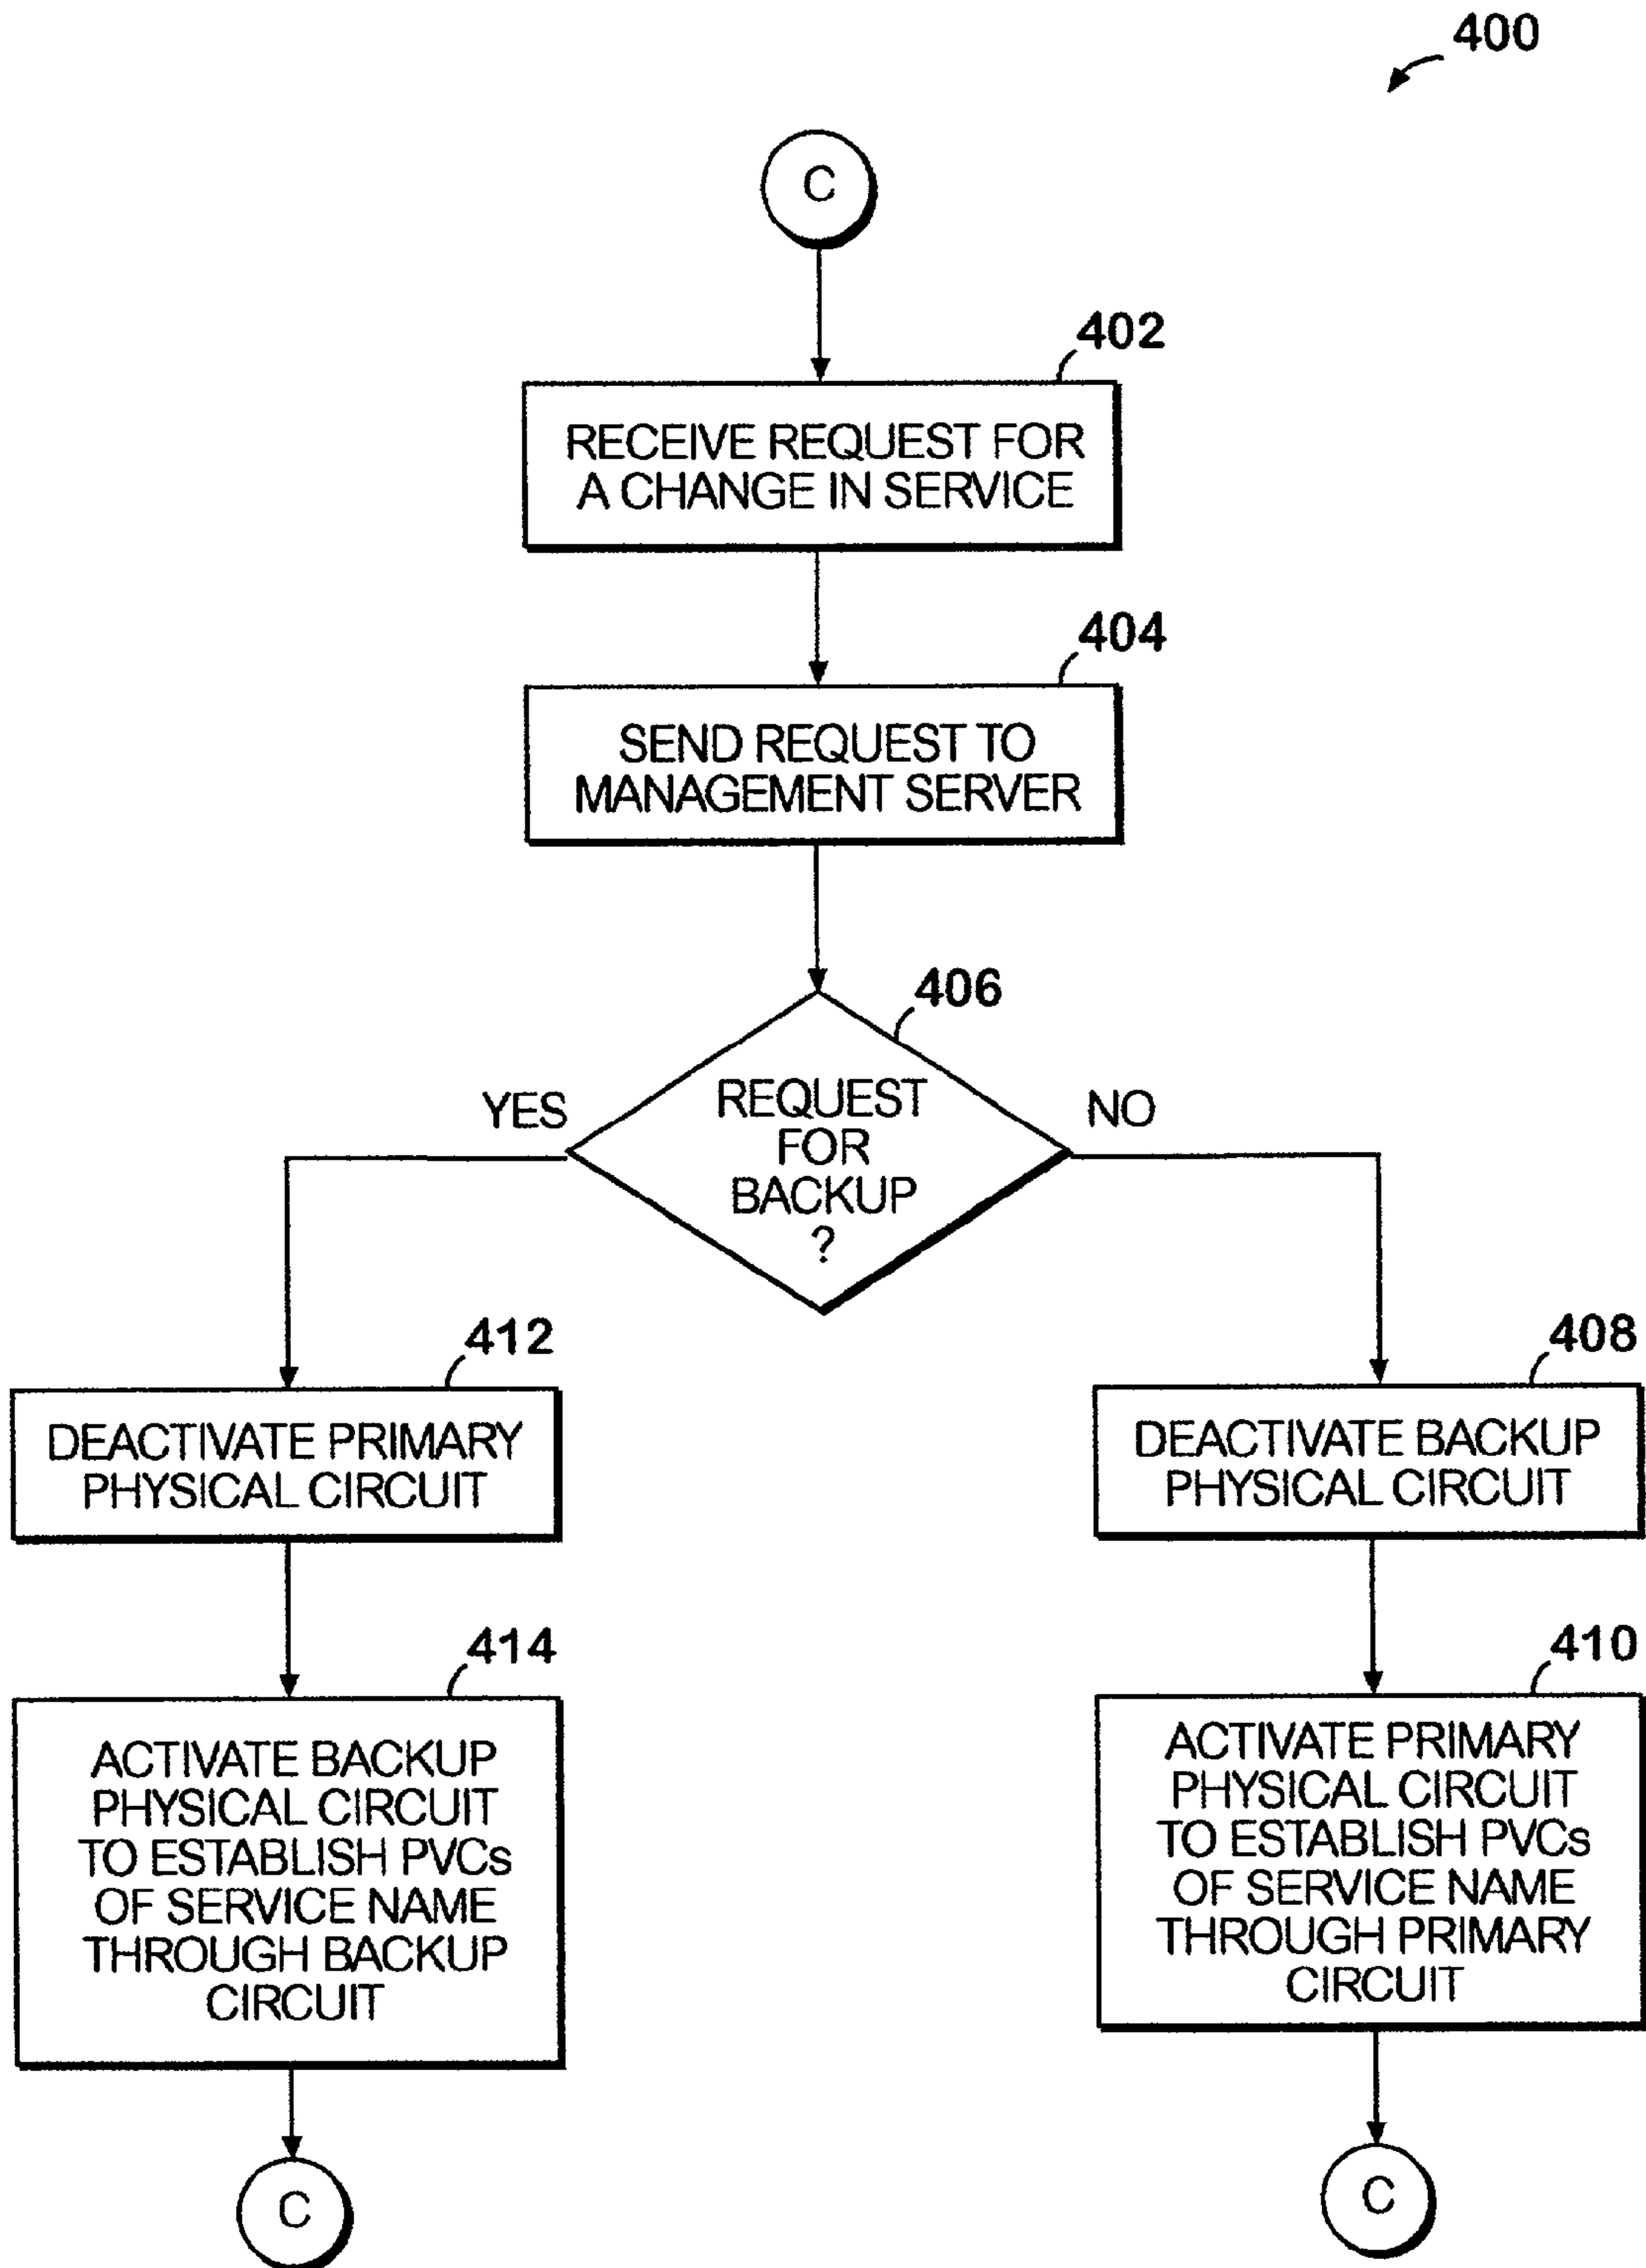 400
C
402
RECEIVE REQUEST FOR
A CHANGE IN SERVICE
404
SEND REQUEST TO
MANAGEMENT SERVER
406
REQUEST
FOR
BACKUP
?
YES
NO
412
DEACTIVATE PRIMARY
PHYSICAL CIRCUIT
408
DEACTIVATE BACKUP
PHYSICAL CIRCUIT
414
ACTIVATE BACKUP
PHYSICAL CIRCUIT
TO ESTABLISH PVCs
OF SERVICE NAME
THROUGH BACKUP
CIRCUIT
410
ACTIVATE PRIMARY
PHYSICAL CIRCUIT
TO ESTABLISH PVCs
OF SERVICE NAME
THROUGH PRIMARY
CIRCUIT
C
C